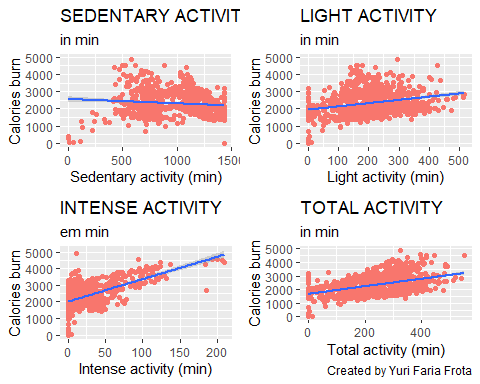 SEDENTARY ACTIVIT
in min
5000
4000
3000
2000
1000
0
Calories burn
0 500 1000 1500
Sedentary activity (min)
LIGHT ACTIVITY
in min
5000
4000
3000
2000
1000
0
Calories burn
0 100 200 300 400 500
Light activity (min)
INTENSE ACTIVITY
em min
5000
4000
3000
2000
1000
0
Calories burn
0 50 100 150 200
Intense activity (min)
TOTAL ACTIVITY
in min
5000
4000
3000
2000
1000
0
Calories burn
0 200 400
Total activity (min)
Created by Yuri Faria Frota